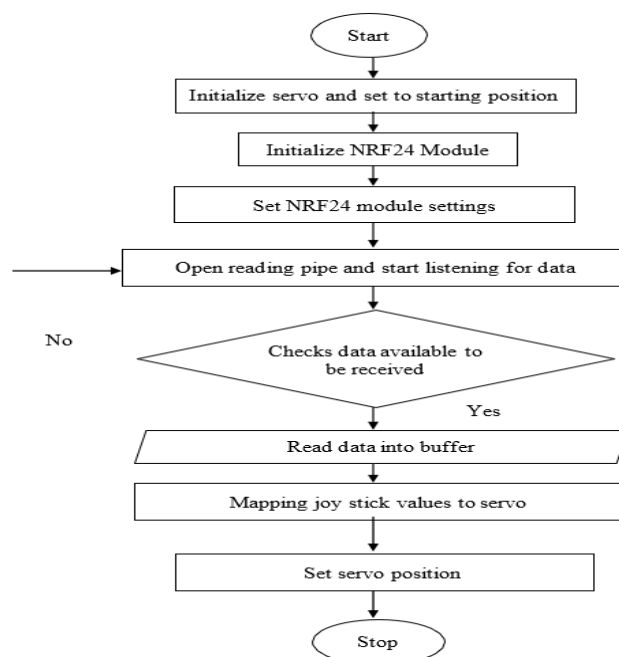 Start
Initialize servo and set to starting position
Initialize NRF24 Module
Set NRF24 module settings
Open reading pipe and start listening for data
No
Checks data available to
be received
Yes
Read data into buffer
Mapping joy stick values to servo
Set servo position
Stop